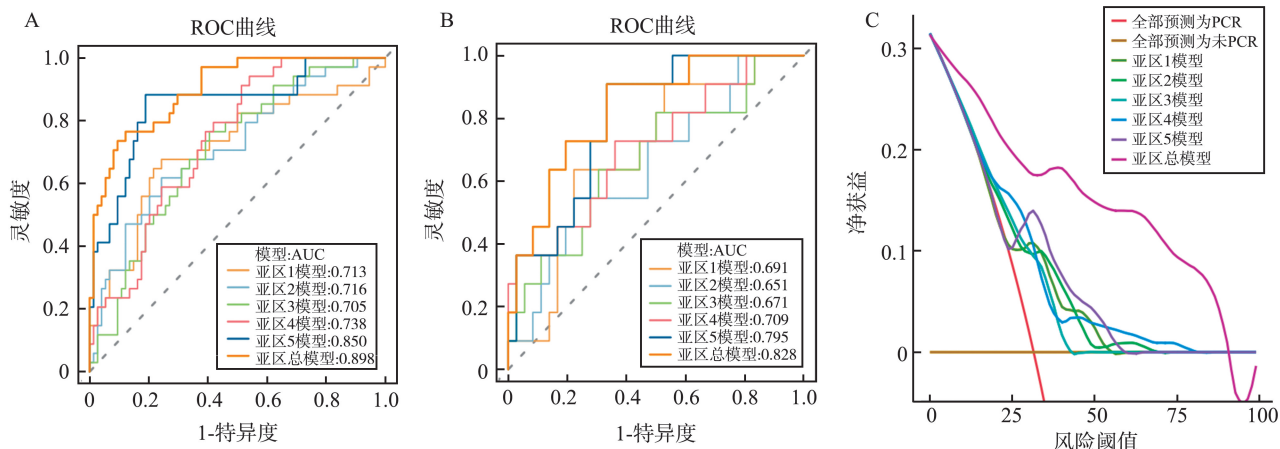 A
ROC曲线
1.0
0.8
0.6
0.4
0.2
0
灵敏度
模型:AUC
亚区1模型:0.713
亚区2模型:0.716
亚区3模型:0.705
亚区4模型:0.738
亚区5模型:0.850
亚区总模型:0.898
0 0.2 0.4 0.6 0.8 1.0
1-特异度
B
ROC曲线
1.0
0.8
0.6
0.4
0.2
0
灵敏度
模型:AUC
亚区1模型:0.691
亚区2模型:0.651
亚区3模型:0.671
亚区4模型:0.709
亚区5模型:0.795
亚区总模型:0.828
0 0.2 0.4 0.6 0.8 1.0
1-特异度
C
全部预测为PCR
全部预测为未PCR
亚区1模型
亚区2模型
亚区3模型
亚区4模型
亚区5模型
亚区总模型
0.3
0.2
0.1
0
净获益
0 25 50 75 100
风险阈值